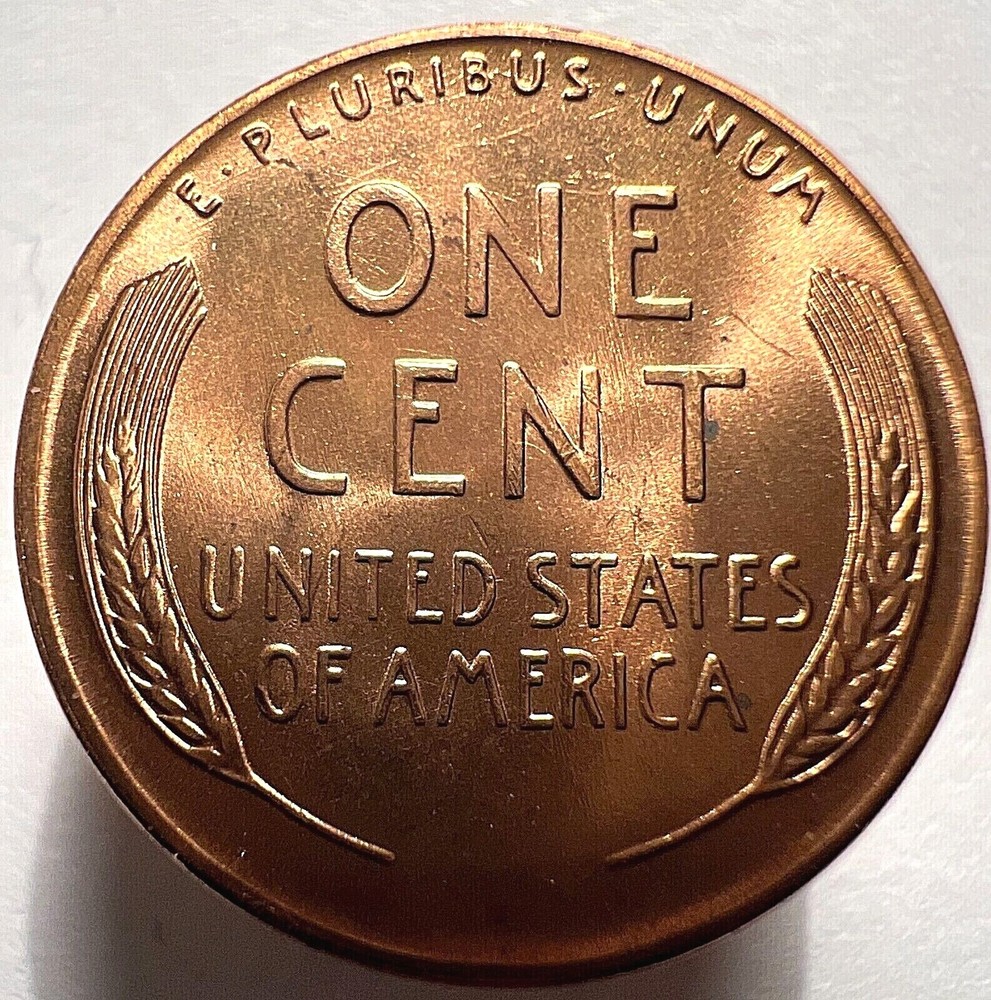 E·PLURIBUS·UNUM
ONE
CENT
UNITED STATES
OF AMERICA